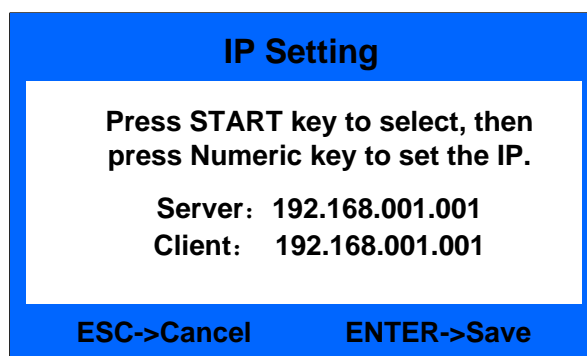 IP Setting
Press START key to select, then
press Numeric key to set the IP.
Server：192.168.001.001
Client： 192.168.001.001
ESC->Cancel ENTER->Save